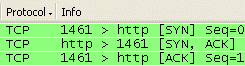 Protocol Info
TCP 1461 > http [SYN] Seq=0
TCP http > 1461 [SYN, ACK]
TCP 1461 > http [ACK] Seq=1